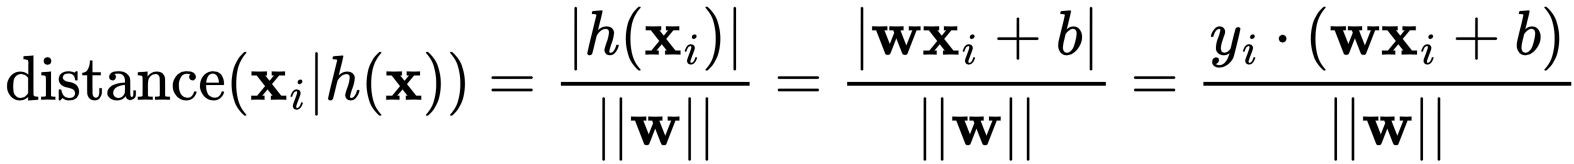 distance(𝐱ᵢ|h(𝐱)) = |h(𝐱ᵢ)| / ||𝐰|| = |𝐰𝐱ᵢ + b| / ||𝐰|| = yᵢ · (𝐰𝐱ᵢ + b) / ||𝐰||